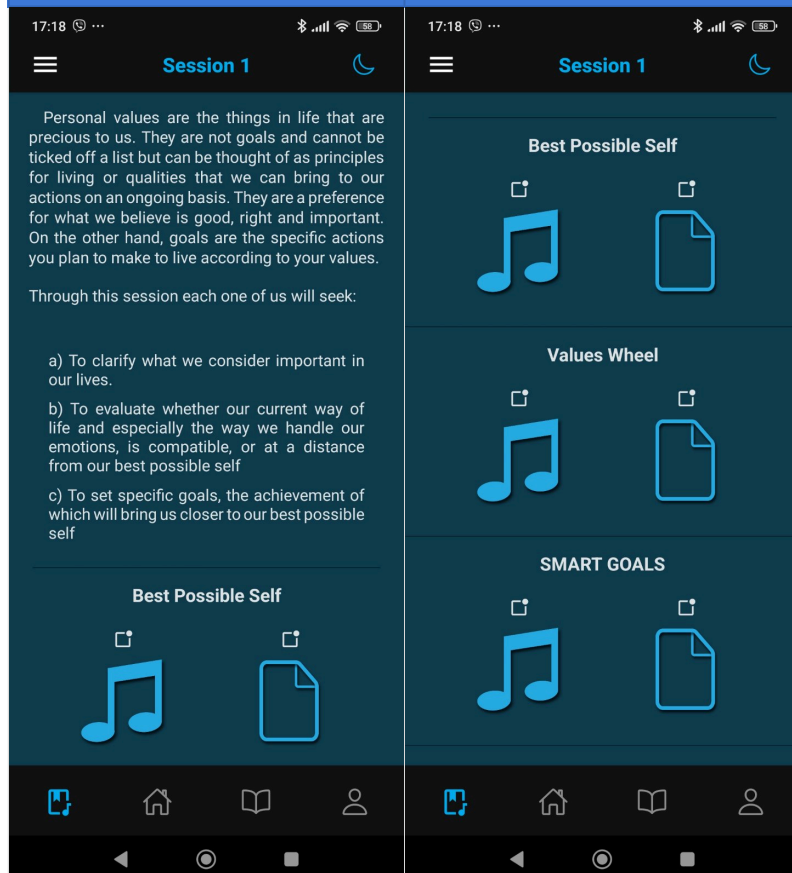 17:18
58
Session 1
Personal values are the things in life that are
precious to us. They are not goals and cannot be
ticked off a list but can be thought of as principles
for living or qualities that we can bring to our
actions on an ongoing basis. They are a preference
for what we believe is good, right and important.
On the other hand, goals are the specific actions
you plan to make to live according to your values.
Through this session each one of us will seek:
a) To clarify what we consider important in
our lives.
b) To evaluate whether our current way of
life and especially the way we handle our
emotions, is compatible, or at a distance
from our best possible self
c) To set specific goals, the achievement of
which will bring us closer to our best possible
self
Best Possible Self
17:18
58
Session 1
Best Possible Self
Values Wheel
SMART GOALS